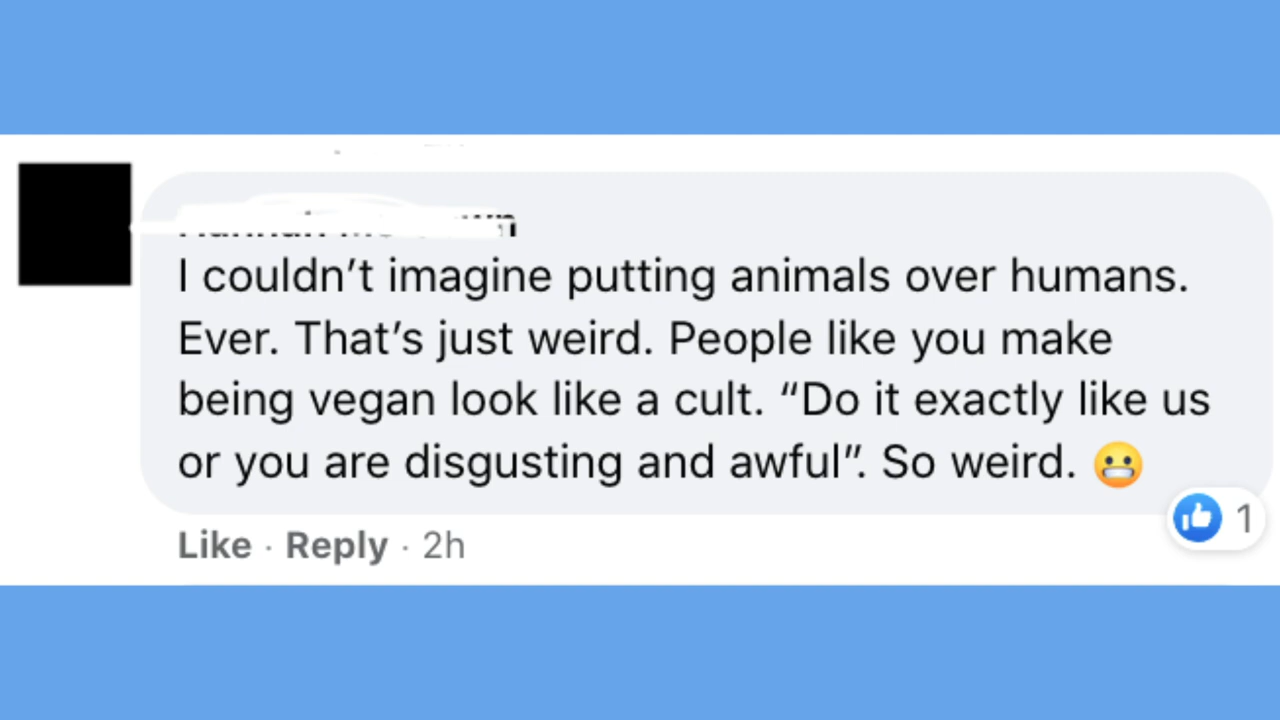 I couldn’t imagine putting animals over humans.
Ever. That’s just weird. People like you make
being vegan look like a cult. “Do it exactly like us
or you are disgusting and awful”. So weird. 😬
1
Like · Reply · 2h